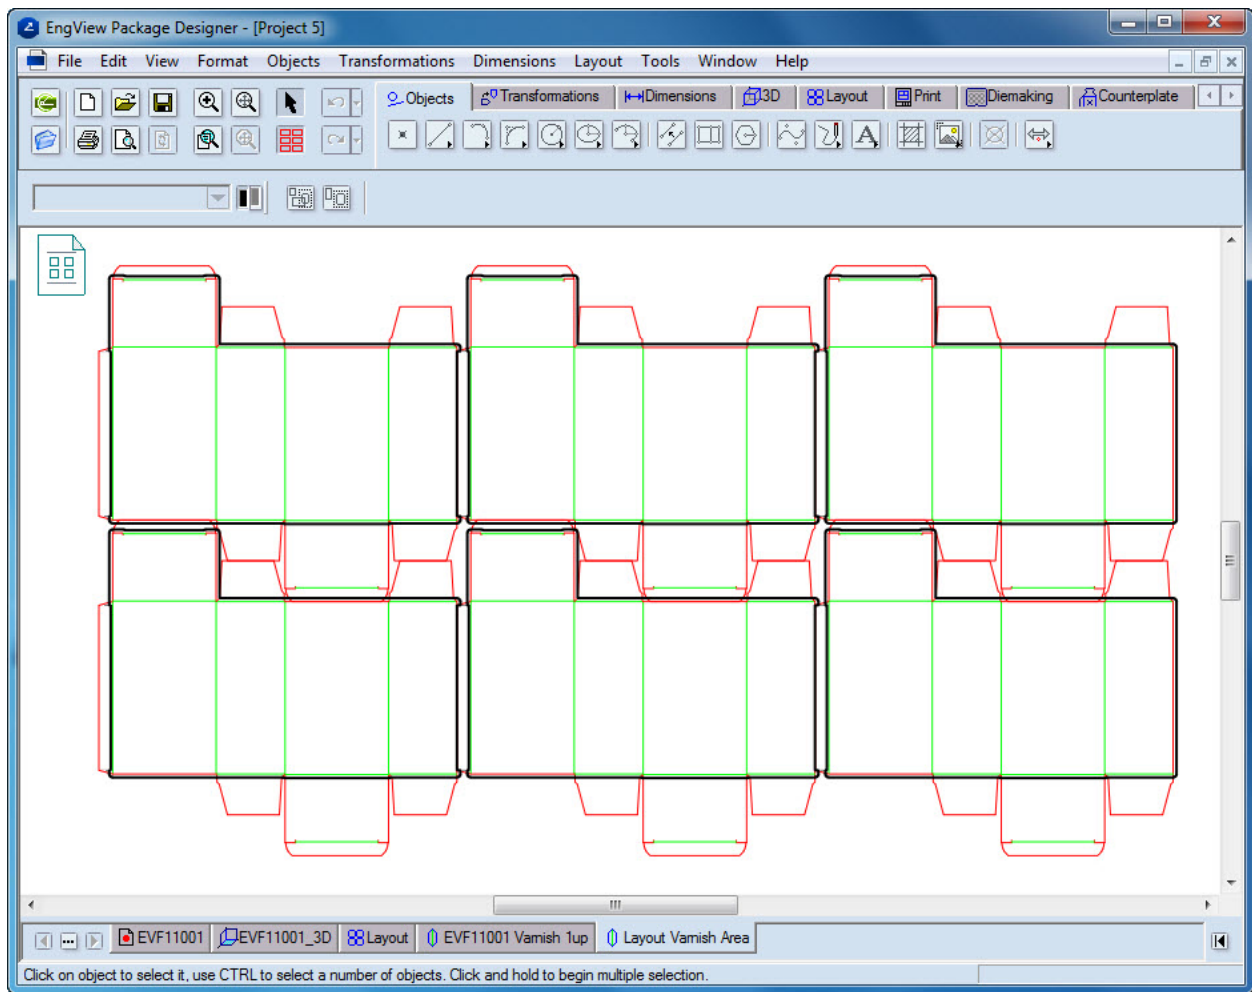 EngView Package Designer - [Project 5]
File Edit View Format Objects Transformations Dimensions Layout Tools Window Help
Objects Transformations Dimensions 3D Layout Print Diemaking Counterplate
EVF11001 EVF11001_3D Layout EVF11001 Varnish 1up Layout Varnish Area
Click on object to select it, use CTRL to select a number of objects. Click and hold to begin multiple selection.